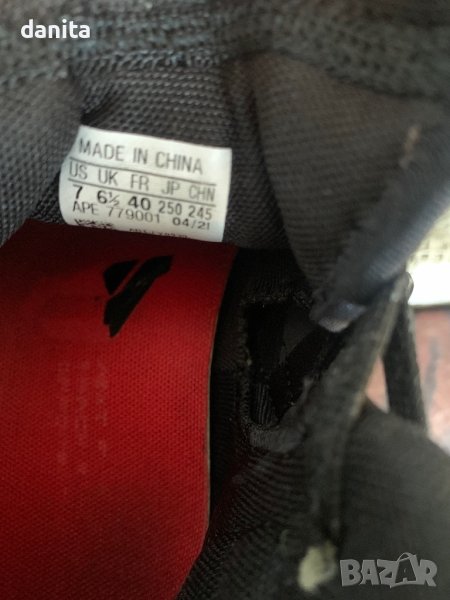 danita
MADE IN CHINA
US UK FR JP CHN
7 6½ 40 250 245
APE 779001 04/21
BAZAR